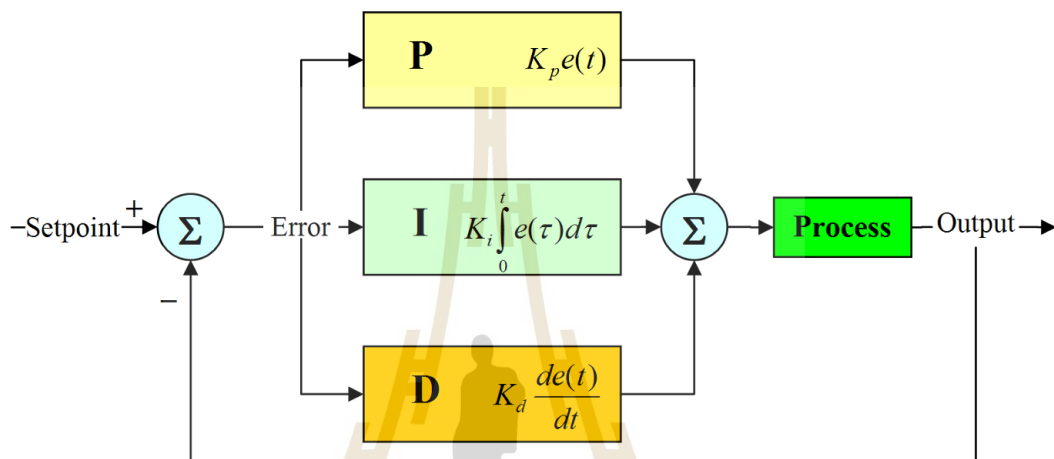 P K_p e(t)
–Setpoint + Σ Error I K_i ∫_0^t e(τ)dτ Σ Process Output
–
D K_d de(t)/dt